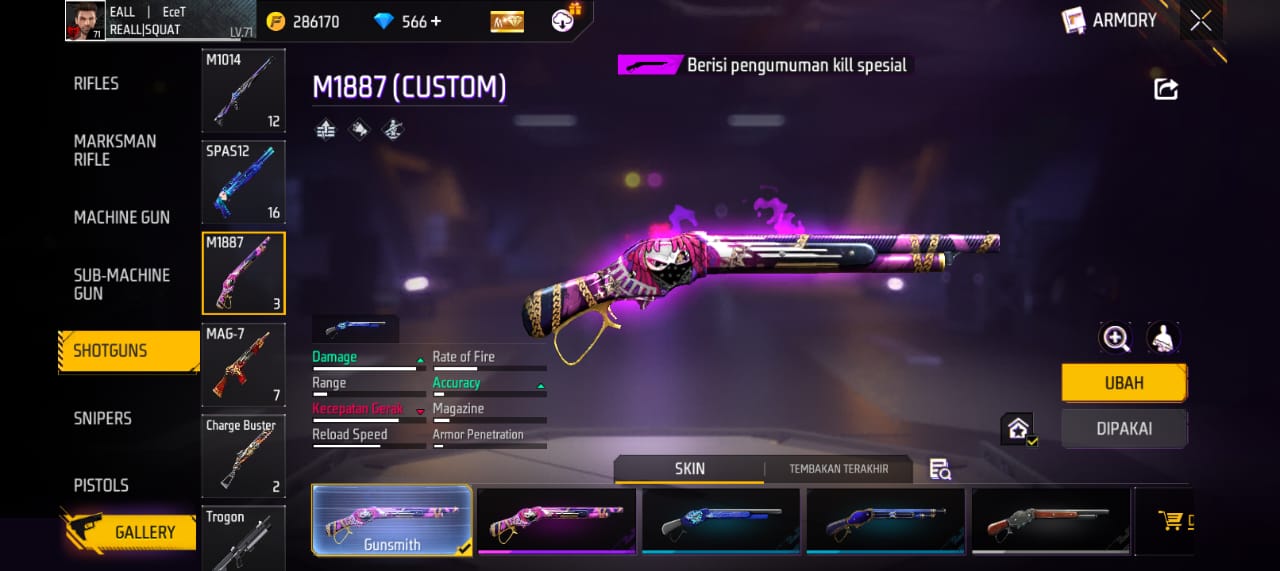 EALL | EceT
REALL|SQUAT
71
LV.71
286170
566 +
ARMORY
RIFLES
MARKSMAN
RIFLE
MACHINE GUN
SUB-MACHINE
GUN
SHOTGUNS
SNIPERS
PISTOLS
GALLERY
M1014
12
SPAS12
16
M1887
3
MAG-7
7
Charge Buster
2
Trogon
M1887 (CUSTOM)
Berisi pengumuman kill spesial
Damage
Rate of Fire
Range
Accuracy
Kecepatan Gerak
Magazine
Reload Speed
Armor Penetration
UBAH
DIPAKAI
SKIN
TEMBAKAN TERAKHIR
Gunsmith